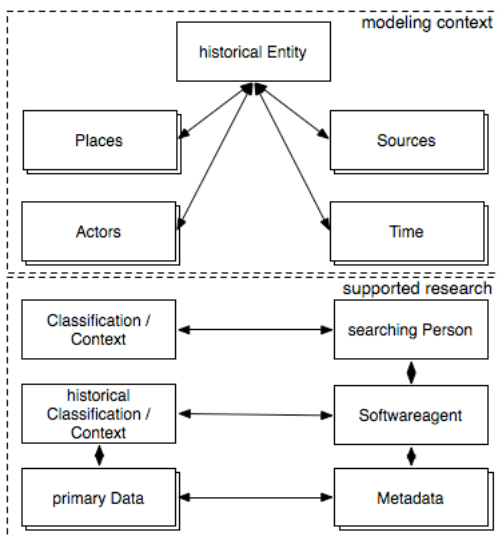 modeling context
historical Entity
Places
Sources
Actors
Time
supported research
Classification /
Context
searching Person
historical
Classification /
Context
Softwareagent
primary Data
Metadata